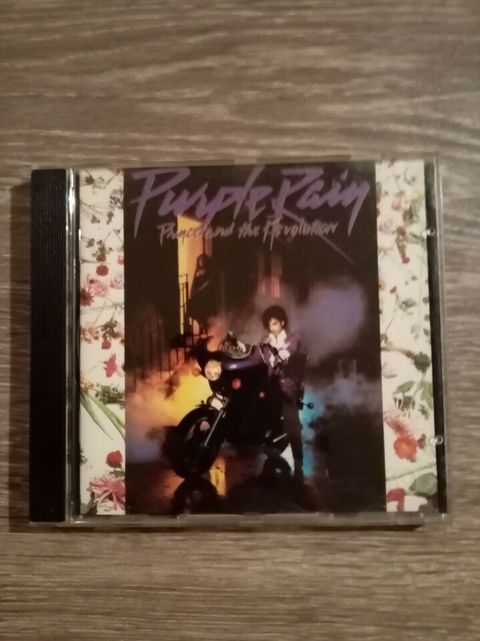 Purple Rain
Prince and the Revolution